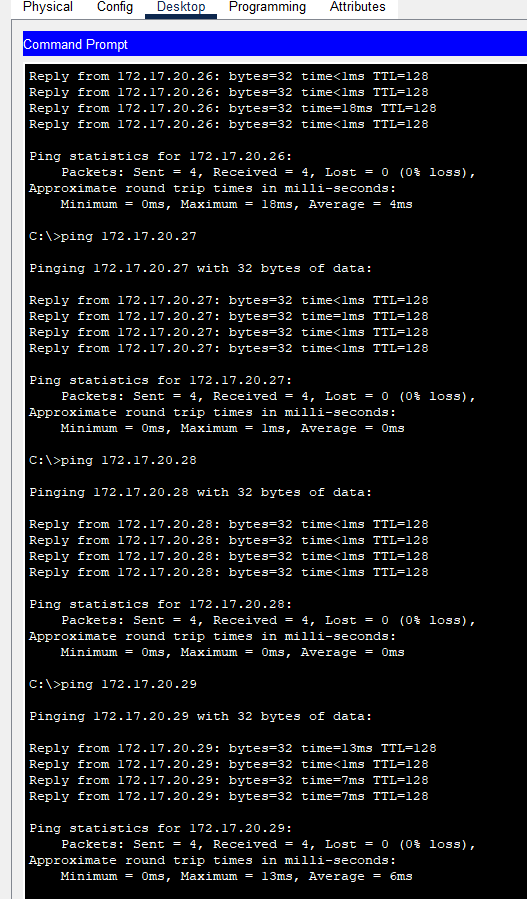 Physical Config Desktop Programming Attributes
Command Prompt
Reply from 172.17.20.26: bytes=32 time<1ms TTL=128
Reply from 172.17.20.26: bytes=32 time<1ms TTL=128
Reply from 172.17.20.26: bytes=32 time=18ms TTL=128
Reply from 172.17.20.26: bytes=32 time<1ms TTL=128
Ping statistics for 172.17.20.26:
Packets: Sent = 4, Received = 4, Lost = 0 (0% loss),
Approximate round trip times in milli-seconds:
Minimum = 0ms, Maximum = 18ms, Average = 4ms
C:\>ping 172.17.20.27
Pinging 172.17.20.27 with 32 bytes of data:
Reply from 172.17.20.27: bytes=32 time<1ms TTL=128
Reply from 172.17.20.27: bytes=32 time=1ms TTL=128
Reply from 172.17.20.27: bytes=32 time<1ms TTL=128
Reply from 172.17.20.27: bytes=32 time<1ms TTL=128
Ping statistics for 172.17.20.27:
Packets: Sent = 4, Received = 4, Lost = 0 (0% loss),
Approximate round trip times in milli-seconds:
Minimum = 0ms, Maximum = 1ms, Average = 0ms
C:\>ping 172.17.20.28
Pinging 172.17.20.28 with 32 bytes of data:
Reply from 172.17.20.28: bytes=32 time<1ms TTL=128
Reply from 172.17.20.28: bytes=32 time<1ms TTL=128
Reply from 172.17.20.28: bytes=32 time<1ms TTL=128
Reply from 172.17.20.28: bytes=32 time<1ms TTL=128
Ping statistics for 172.17.20.28:
Packets: Sent = 4, Received = 4, Lost = 0 (0% loss),
Approximate round trip times in milli-seconds:
Minimum = 0ms, Maximum = 0ms, Average = 0ms
C:\>ping 172.17.20.29
Pinging 172.17.20.29 with 32 bytes of data:
Reply from 172.17.20.29: bytes=32 time=13ms TTL=128
Reply from 172.17.20.29: bytes=32 time<1ms TTL=128
Reply from 172.17.20.29: bytes=32 time=7ms TTL=128
Reply from 172.17.20.29: bytes=32 time=7ms TTL=128
Ping statistics for 172.17.20.29:
Packets: Sent = 4, Received = 4, Lost = 0 (0% loss),
Approximate round trip times in milli-seconds:
Minimum = 0ms, Maximum = 13ms, Average = 6ms